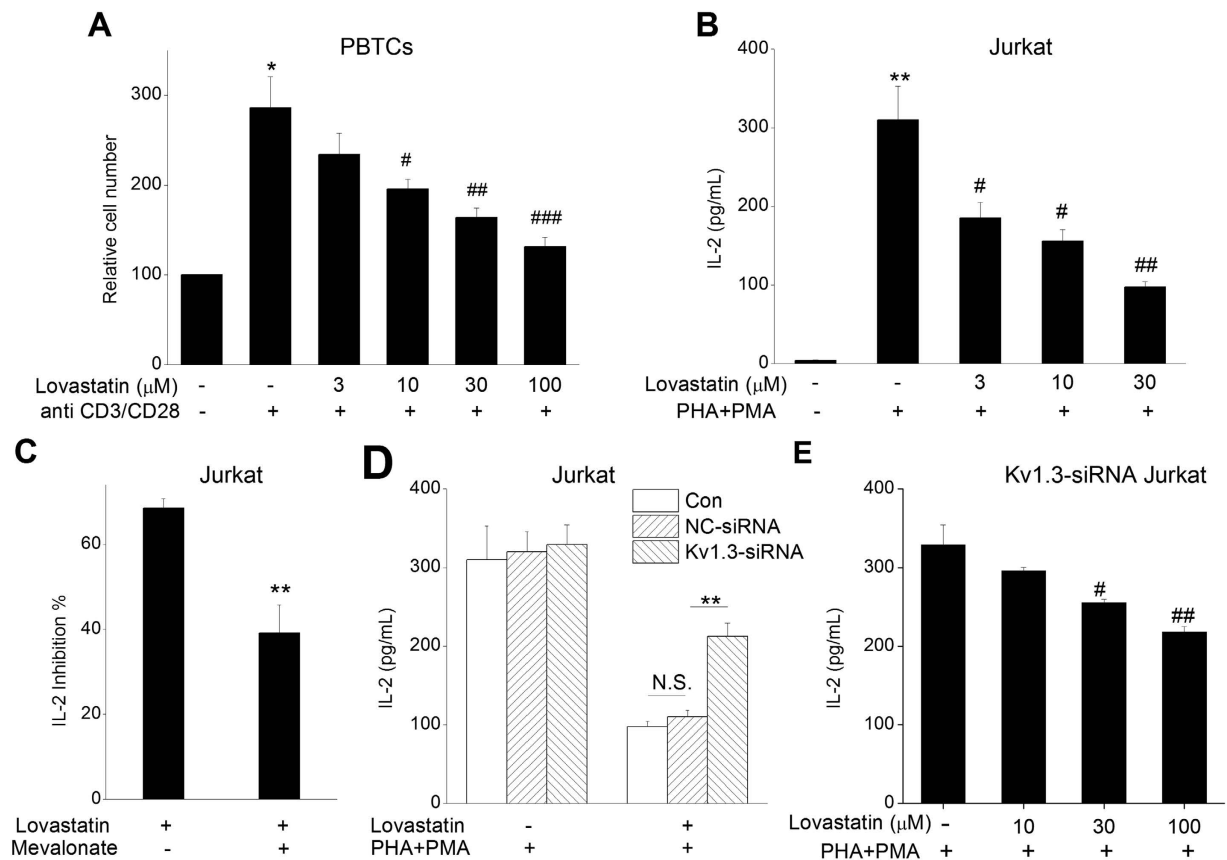 A
PBTCs
Relative cell number
300
200
100
0
*
#
##
###
Lovastatin (μM) - - 3 10 30 100
anti CD3/CD28 - + + + + +
B
Jurkat
IL-2 (pg/mL)
400
300
200
100
0
**
#
#
##
Lovastatin (μM) - - 3 10 30
PHA+PMA - + + + +
C
Jurkat
IL-2 Inhibition %
60
40
20
0
**
Lovastatin + +
Mevalonate - +
D
Jurkat
IL-2 (pg/mL)
400
300
200
100
0
Con
NC-siRNA
Kv1.3-siRNA
**
N.S.
Lovastatin - +
PHA+PMA + +
E
Kv1.3-siRNA Jurkat
IL-2 (pg/mL)
400
300
200
100
0
#
##
Lovastatin (μM) - 10 30 100
PHA+PMA + + + +